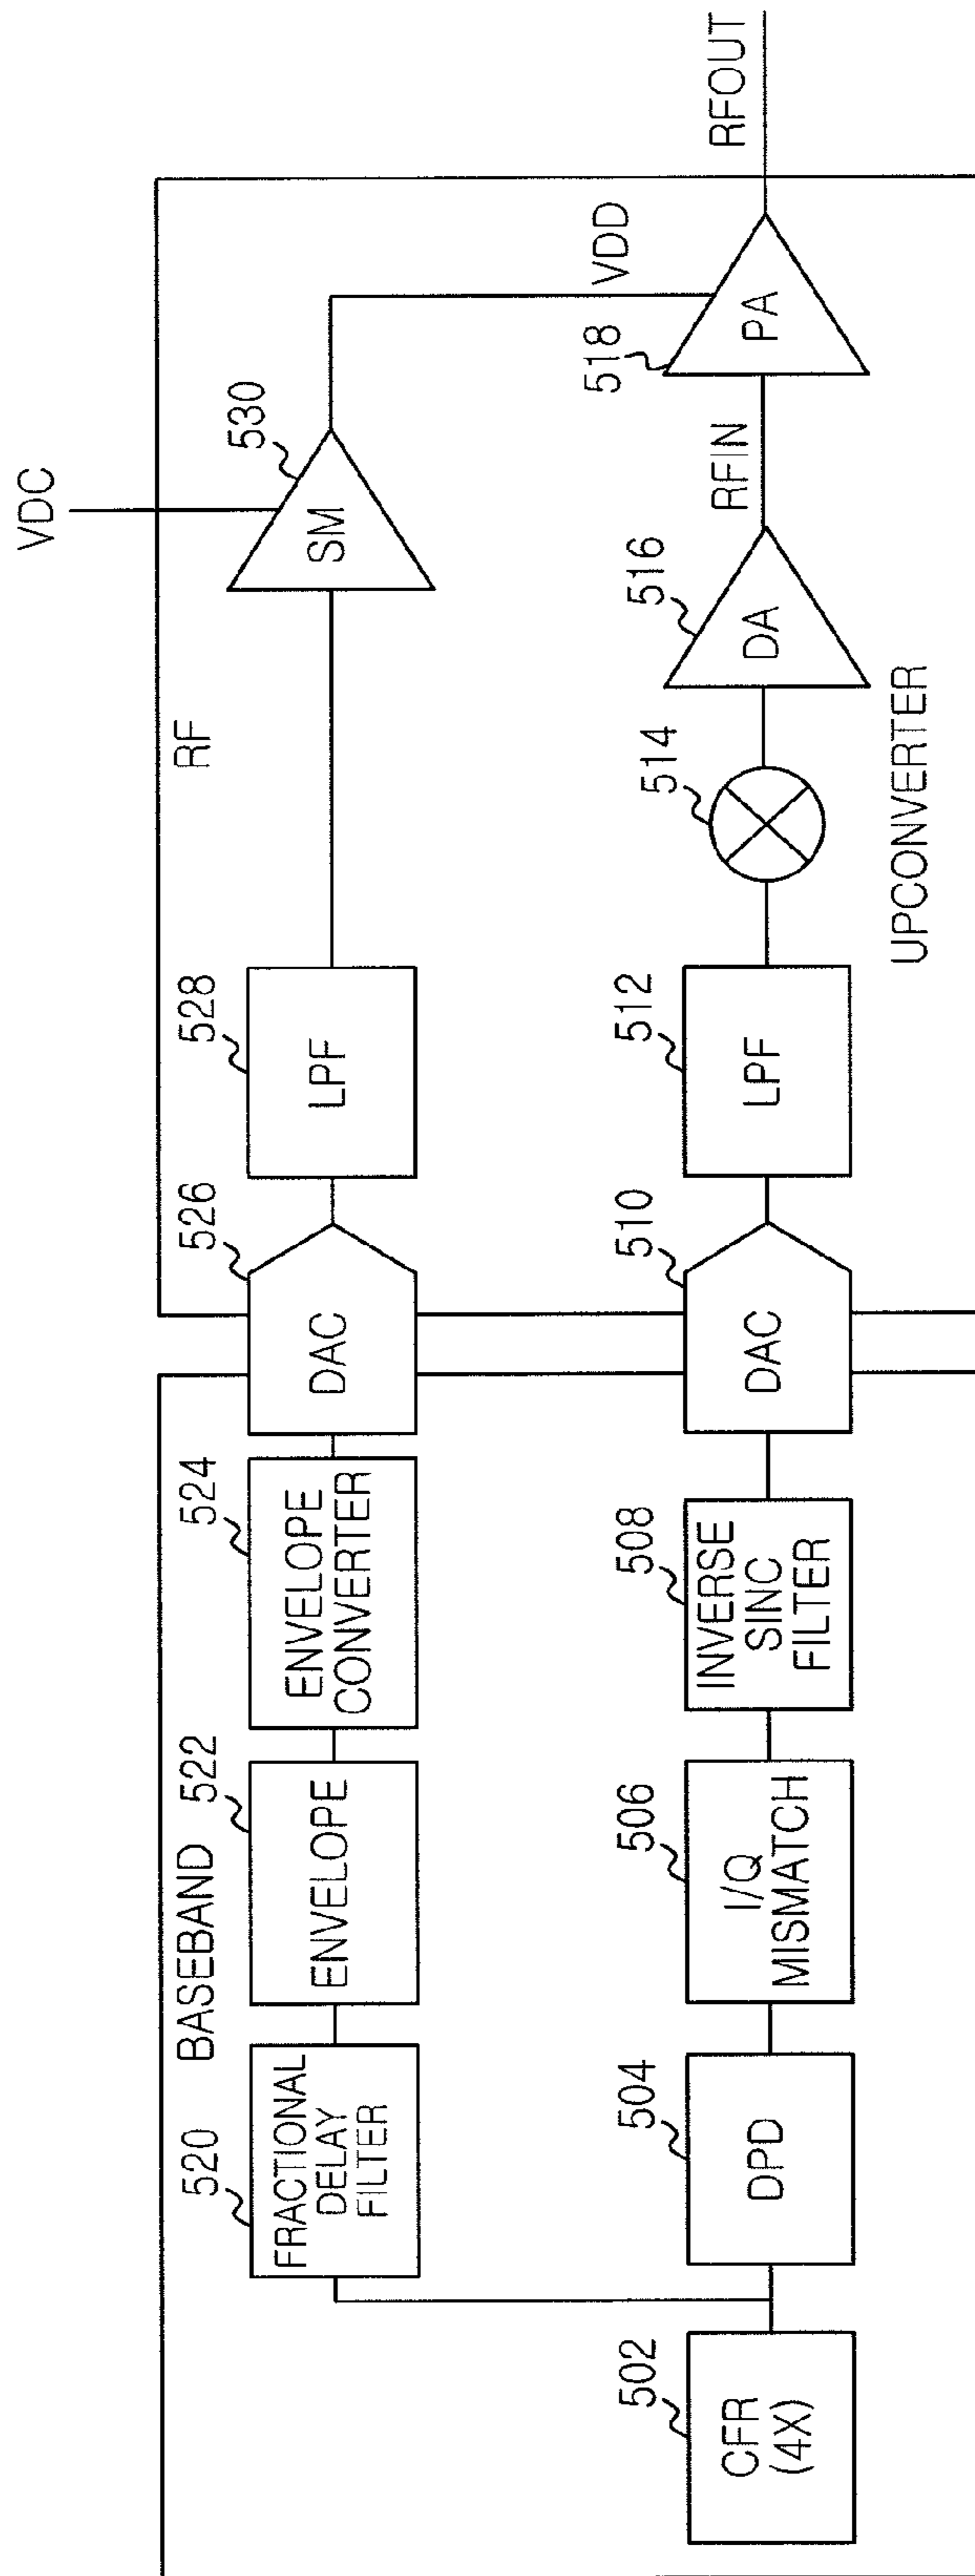 VDC
RF
BASEBAND
520
FRACTIONAL
DELAY
FILTER
522
ENVELOPE
524
ENVELOPE
CONVERTER
526
DAC
528
LPF
530
SM
VDD
502
CFR
(4X)
504
DPD
506
I/Q
MISMATCH
508
INVERSE
SINC
FILTER
510
DAC
512
LPF
514
UPCONVERTER
516
DA
RFIN
518
PA
RFOUT